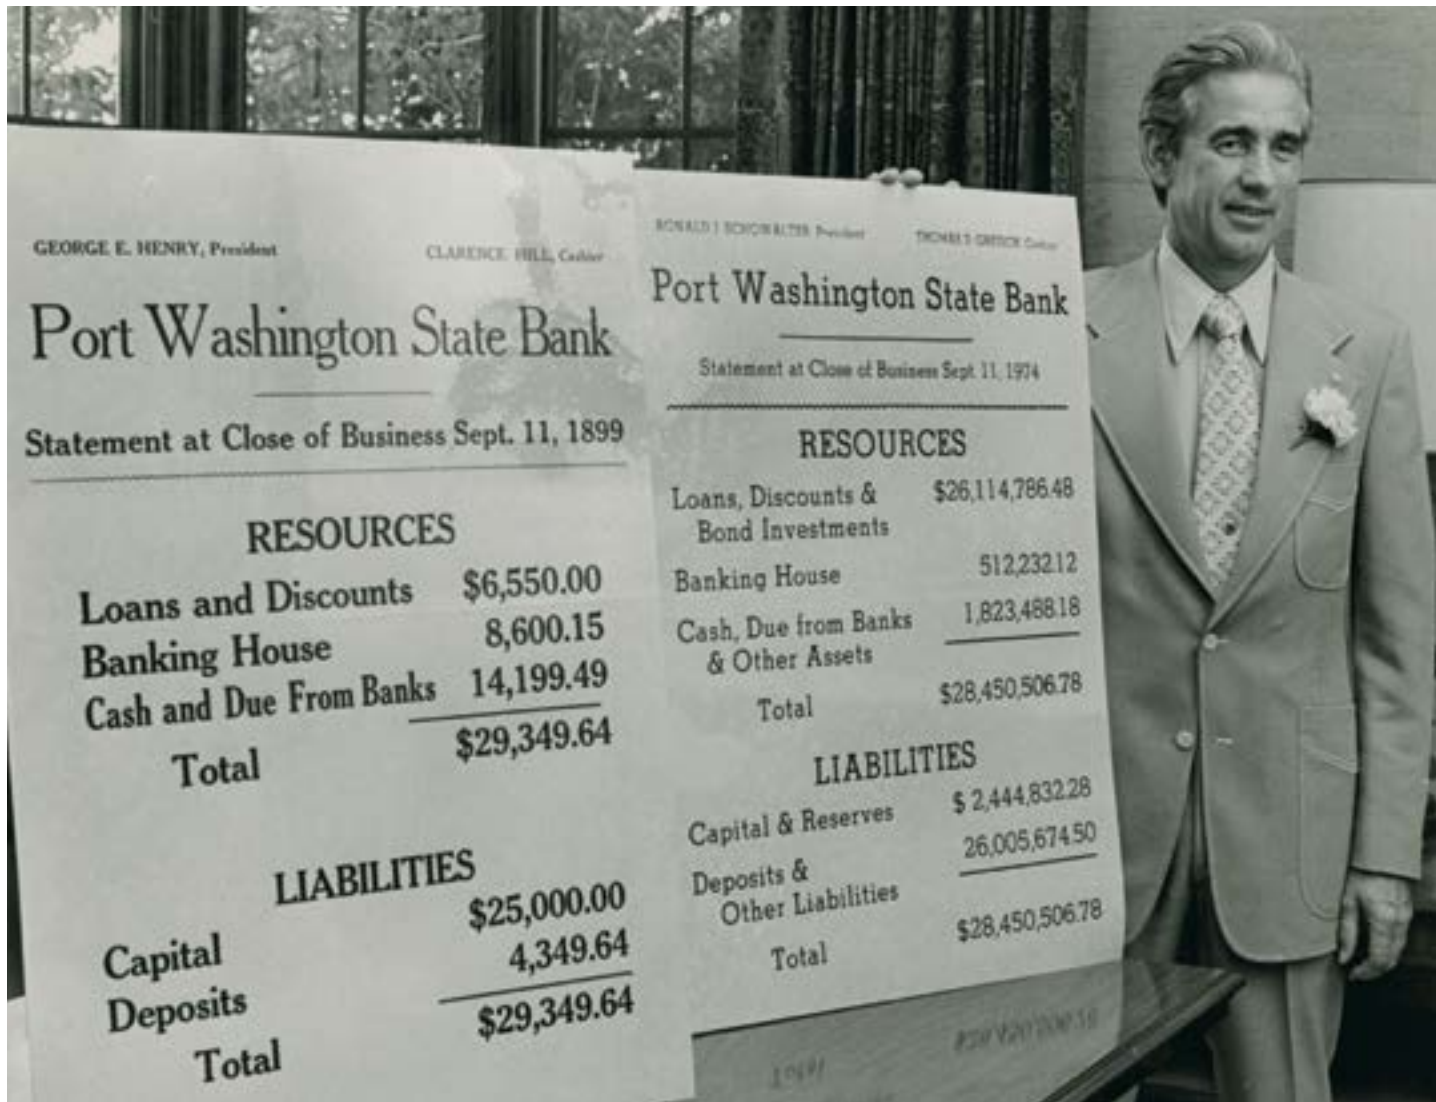 GEORGE E. HENRY, President
CLARENCE HILL, Cashier
Port Washington State Bank
Statement at Close of Business Sept. 11, 1899
RESOURCES
Loans and Discounts $6,550.00
Banking House 8,600.15
Cash and Due From Banks 14,199.49
Total $29,349.64
LIABILITIES
Capital $25,000.00
Deposits 4,349.64
Total $29,349.64
RONALD J. SCHOWALTER President
THOMAS D. Cashier
Port Washington State Bank
Statement at Close of Business Sept. 11, 1974
RESOURCES
Loans, Discounts & $26,114,786.48
Bond Investments
Banking House 512,232.12
Cash, Due from Banks 1,823,488.18
& Other Assets
Total $28,450,506.78
LIABILITIES
Capital & Reserves $ 2,444,832.28
Deposits & 26,005,674.50
Other Liabilities
Total $28,450,506.78